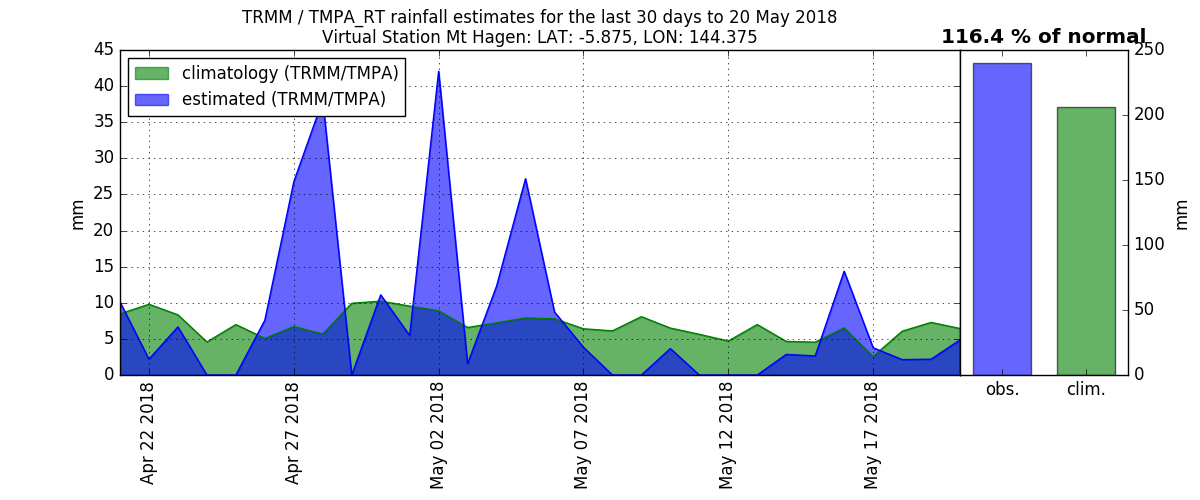 TRMM / TMPA_RT rainfall estimates for the last 30 days to 20 May 2018
Virtual Station Mt Hagen: LAT: -5.875, LON: 144.375
116.4 % of normal
climatology (TRMM/TMPA)
estimated (TRMM/TMPA)
45
40
35
30
25
20
15
10
5
0
mm
Apr 22 2018
Apr 27 2018
May 02 2018
May 07 2018
May 12 2018
May 17 2018
obs.
clim.
250
200
150
100
50
0
mm